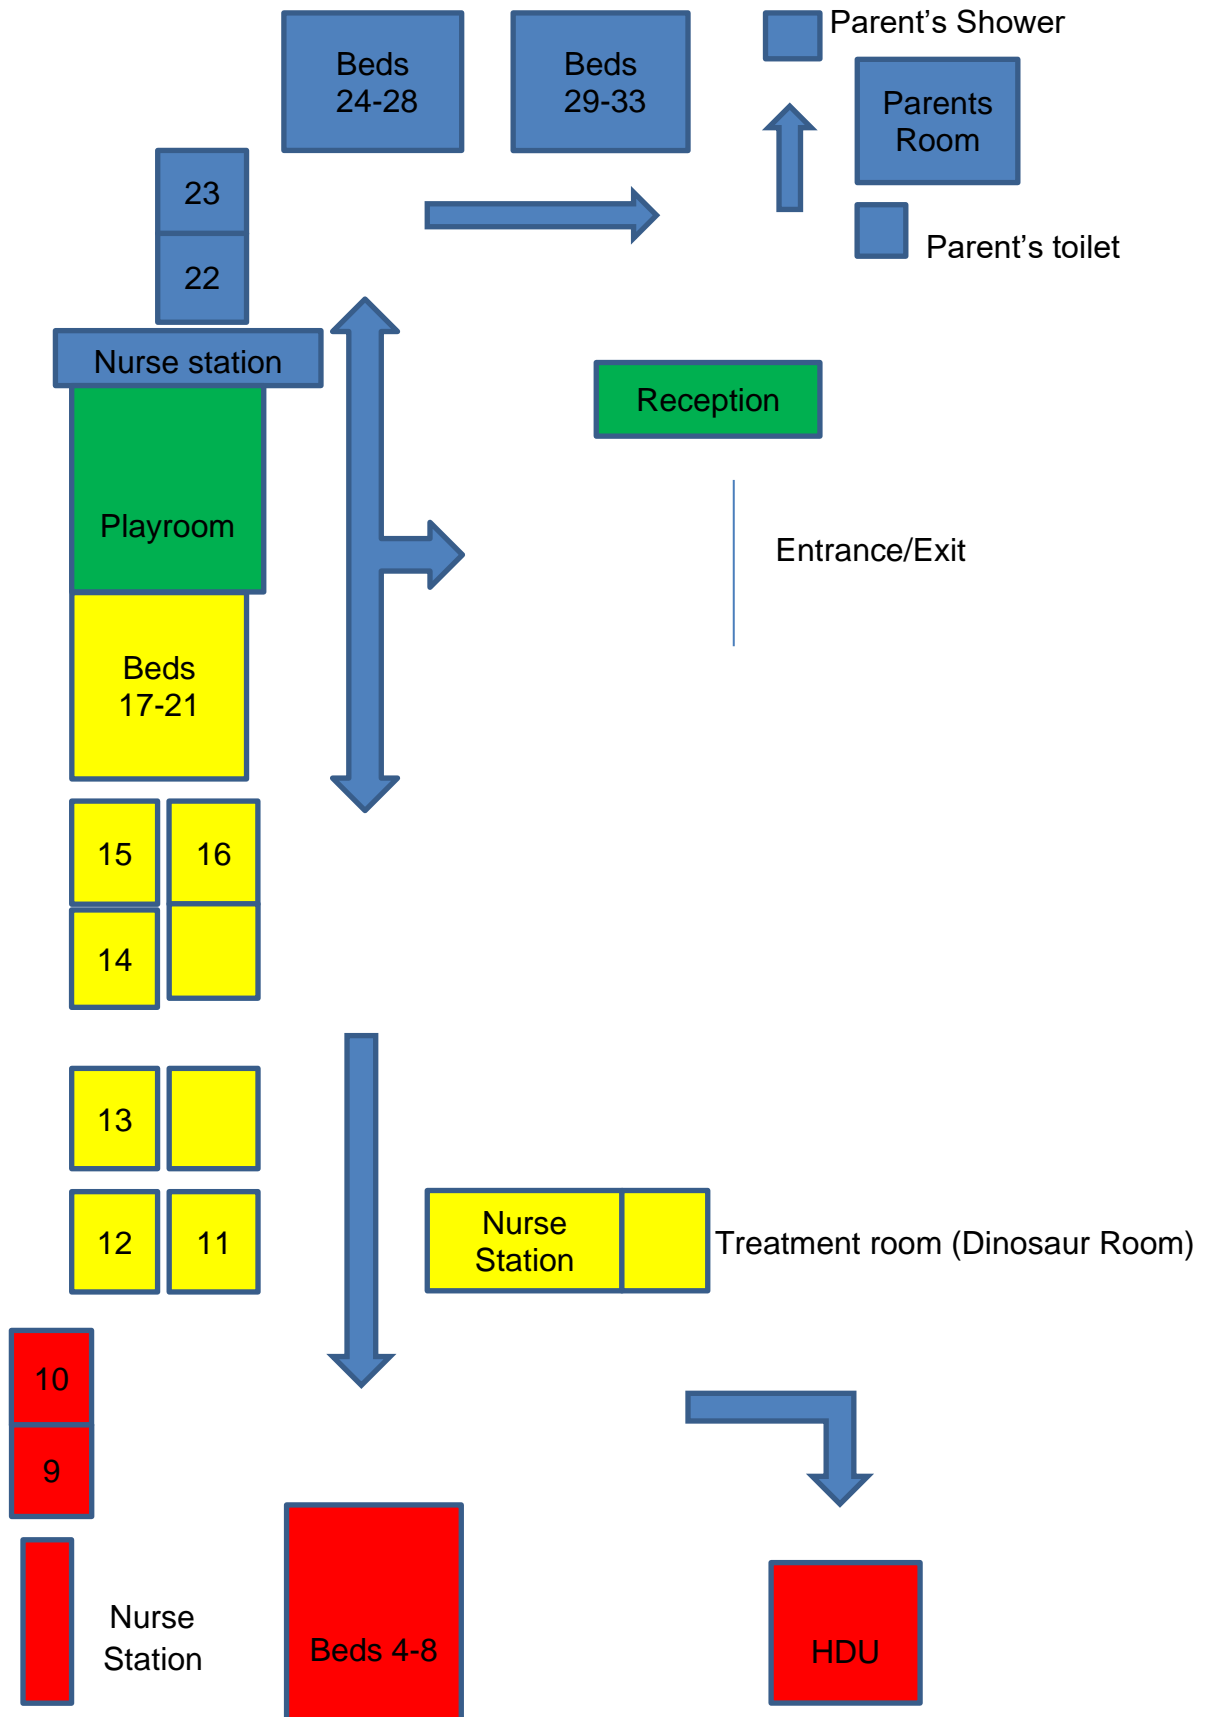 Parent’s Shower
Beds
24-28
Beds
29-33
Parents
Room
23
Parent’s toilet
22
Nurse station
Reception
Playroom
Entrance/Exit
Beds
17-21
15
16
14
13
12
11
Nurse
Station
Treatment room (Dinosaur Room)
10
9
Nurse
Station
Beds 4-8
HDU